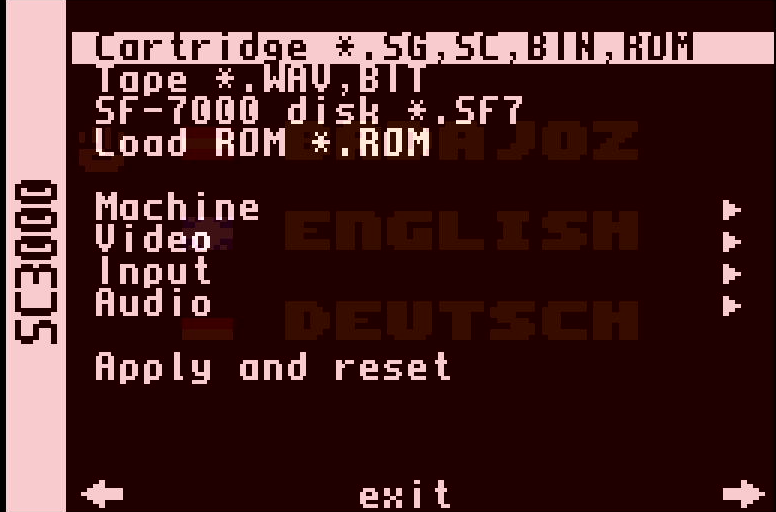 SC3000
Cartridge *.SG,SC,BIN,ROM
Tape *.WAV,BIT
SF-7000 disk *.SF7
Load ROM *.ROM
BADAJOZ
Machine
Video
ENGLISH
Input
Audio
DEUTSCH
Apply and reset
exit